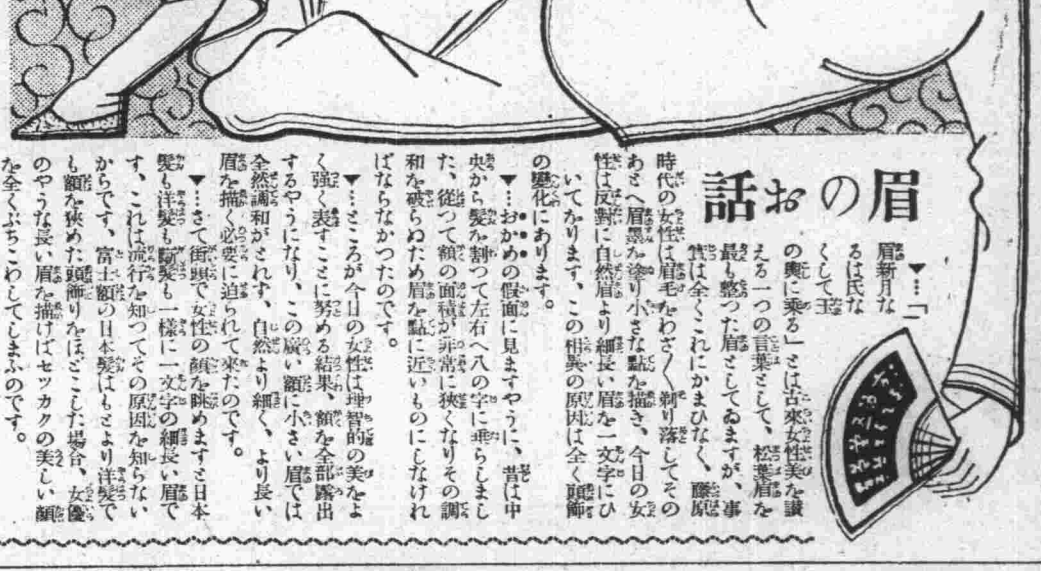 眉のお話
▼…「
眉新月な
るは氏な
くして玉
の輿に乘る」とは古來女性美を讃
える一つの言葉として、松葉眉を
最も整つた眉としてゐますが、事
實は全くこれにかまひなく、藤原
時代の女性は眉毛をわざ〱剃り落してその
あとへ眉墨を塗り小さな點を描き、今日の女
性は反對に自然眉より細長い眉を一文字にひ
いてをります、この相異の原因は全く頭飾
の變化にあります。
▼…おかめの假面に見ますやうに、昔は中
央から髮を割つて左右へ八の字に垂らしまし
た、從つて額の面積が非常に狹くなりその調
和を破らぬため眉を點に近いものにしなけれ
ばならなかつたのです。
▼…ところが今日の女性は理智的の美をよ
く强く表すことに努める結果、額を全部露出
するやうになり、この廣い額に小さい眉では
全然調和がとれず、自然より細く、より長い
眉を描く必要に迫られて來たのです。
▼…さて街頭で女性の顏を眺めますと日本
髮も洋髮も斷髮も一樣に一文字の細長い眉で
す、これは流行を知つてその原因を知らない
からです、富士額の日本髮はもとより洋髮で
も額を狹めた頭飾りをほどこした場合、女優
のやうな長い眉を描けばセッカクの美しい顏
を全くぶちこわしてしまふのです。